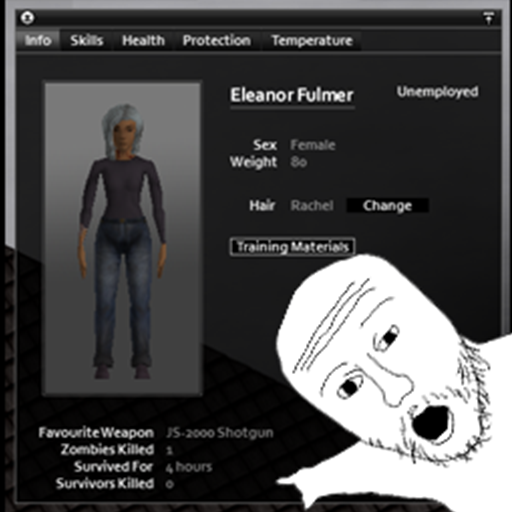 Info Skills Health Protection Temperature
Eleanor Fulmer Unemployed
Sex Female
Weight 80
Hair Rachel Change
Training Materials
Favourite Weapon JS-2000 Shotgun
Zombies Killed 1
Survived For 4 hours
Survivors Killed 0